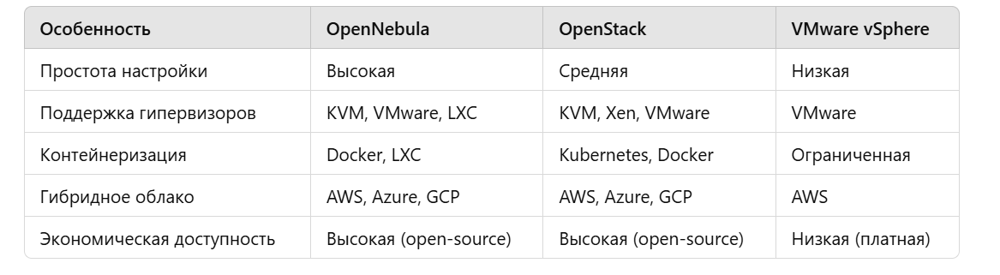 Особенность OpenNebula OpenStack VMware vSphere
Простота настройки Высокая Средняя Низкая
Поддержка гипервизоров KVM, VMware, LXC KVM, Xen, VMware VMware
Контейнеризация Docker, LXC Kubernetes, Docker Ограниченная
Гибридное облако AWS, Azure, GCP AWS, Azure, GCP AWS
Экономическая доступность Высокая (open-source) Высокая (open-source) Низкая (платная)